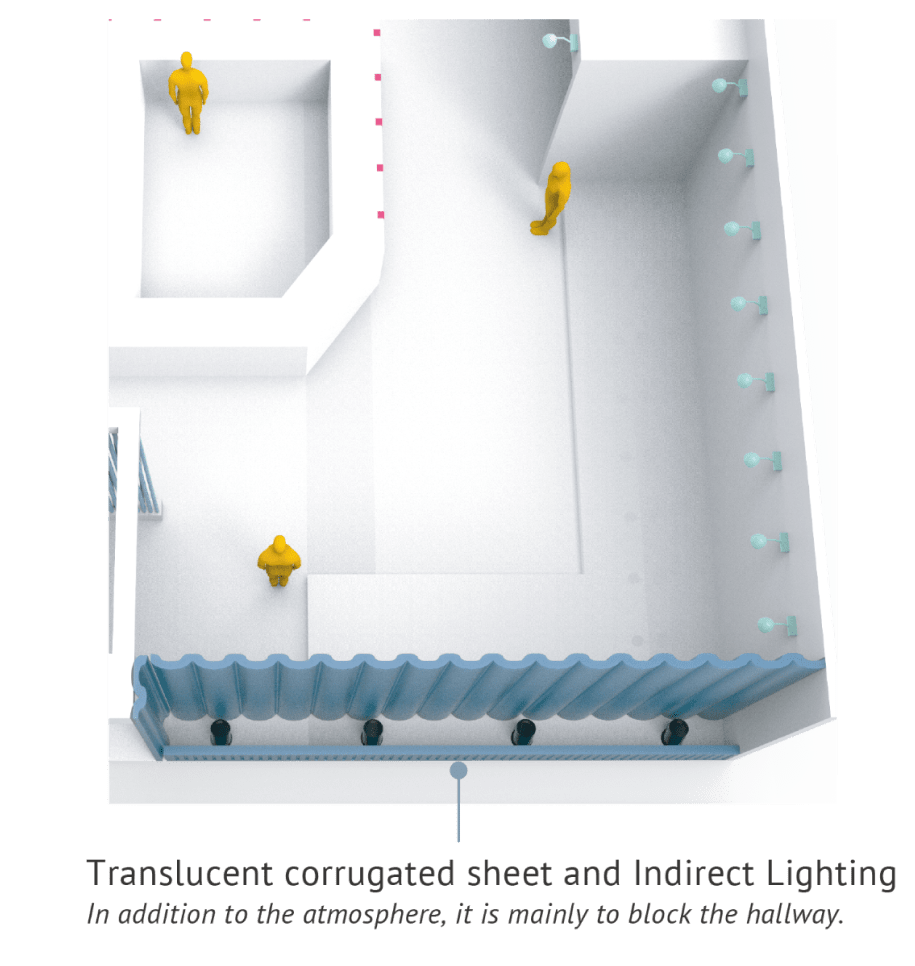 Translucent corrugated sheet and Indirect Lighting
In addition to the atmosphere, it is mainly to block the hallway.